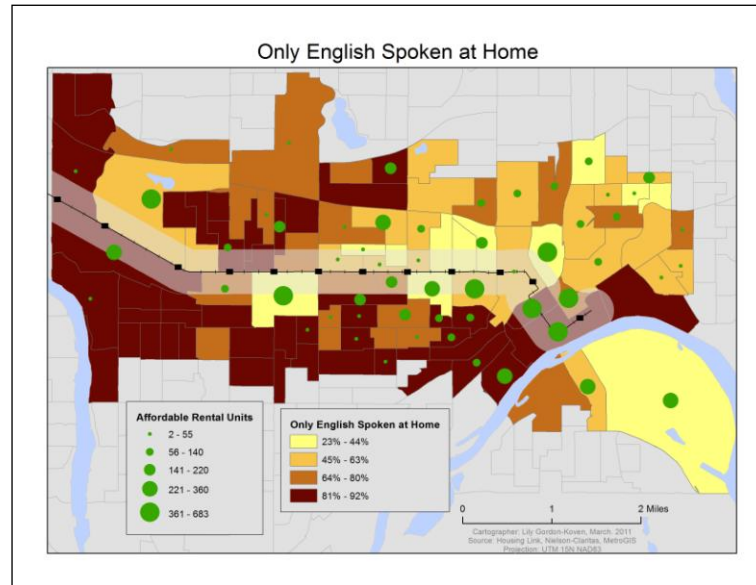 Only English Spoken at Home
Affordable Rental Units
2 - 55
56 - 140
141 - 220
221 - 360
361 - 683
Only English Spoken at Home
23% - 44%
45% - 63%
64% - 80%
81% - 92%
0 1 2 Miles
Cartographer: Lily Gordon-Koven, March, 2011
Source: Housing Link, Nielson-Claritas, MetroGIS
Projection: UTM 15N NAD83